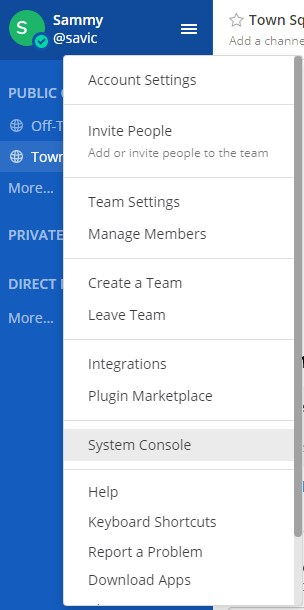 S
Sammy
@savic
Town Sq
Add a channe
PUBLIC
Off-T
Town
More...
PRIVATE
DIRECT
More...
Account Settings
Invite People
Add or invite people to the team
Team Settings
Manage Members
Create a Team
Leave Team
Integrations
Plugin Marketplace
System Console
Help
Keyboard Shortcuts
Report a Problem
Download Apps